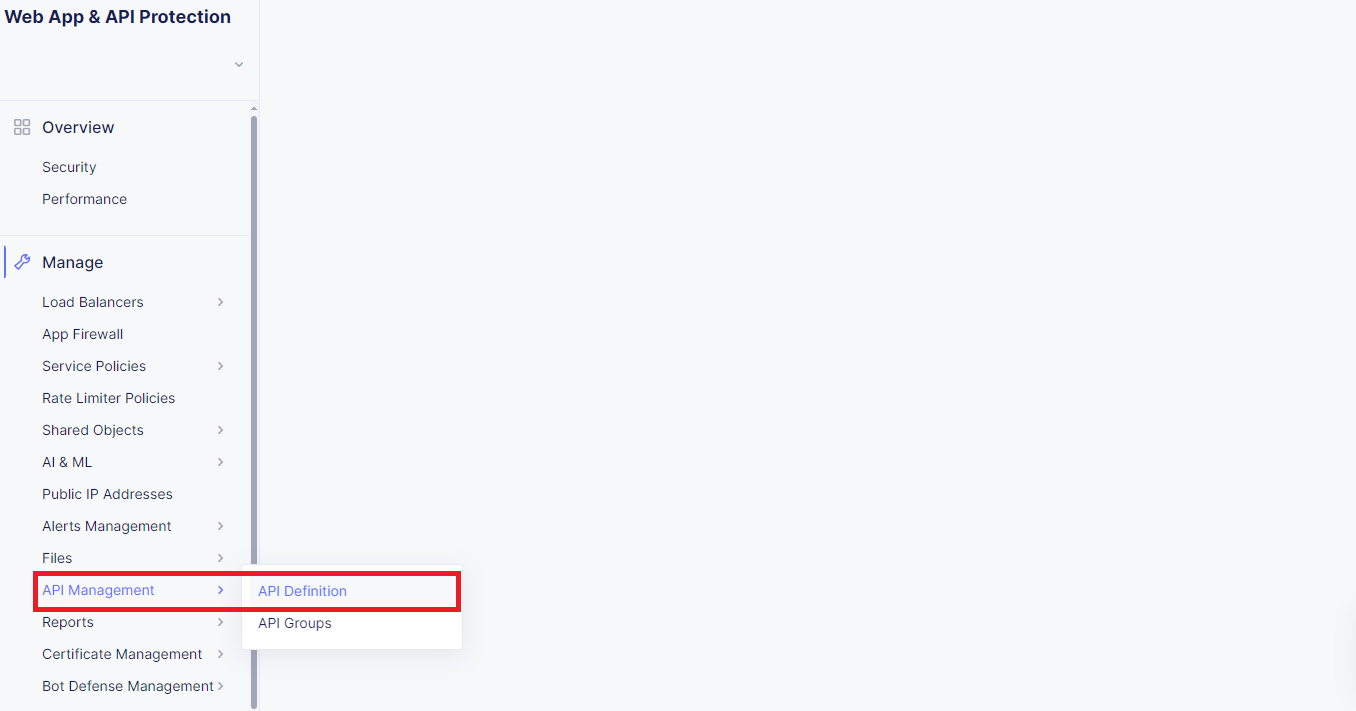 Web App & API Protection
Overview
Security
Performance
Manage
Load Balancers
App Firewall
Service Policies
Rate Limiter Policies
Shared Objects
AI & ML
Public IP Addresses
Alerts Management
Files
API Management
API Definition
Reports
API Groups
Certificate Management
Bot Defense Management